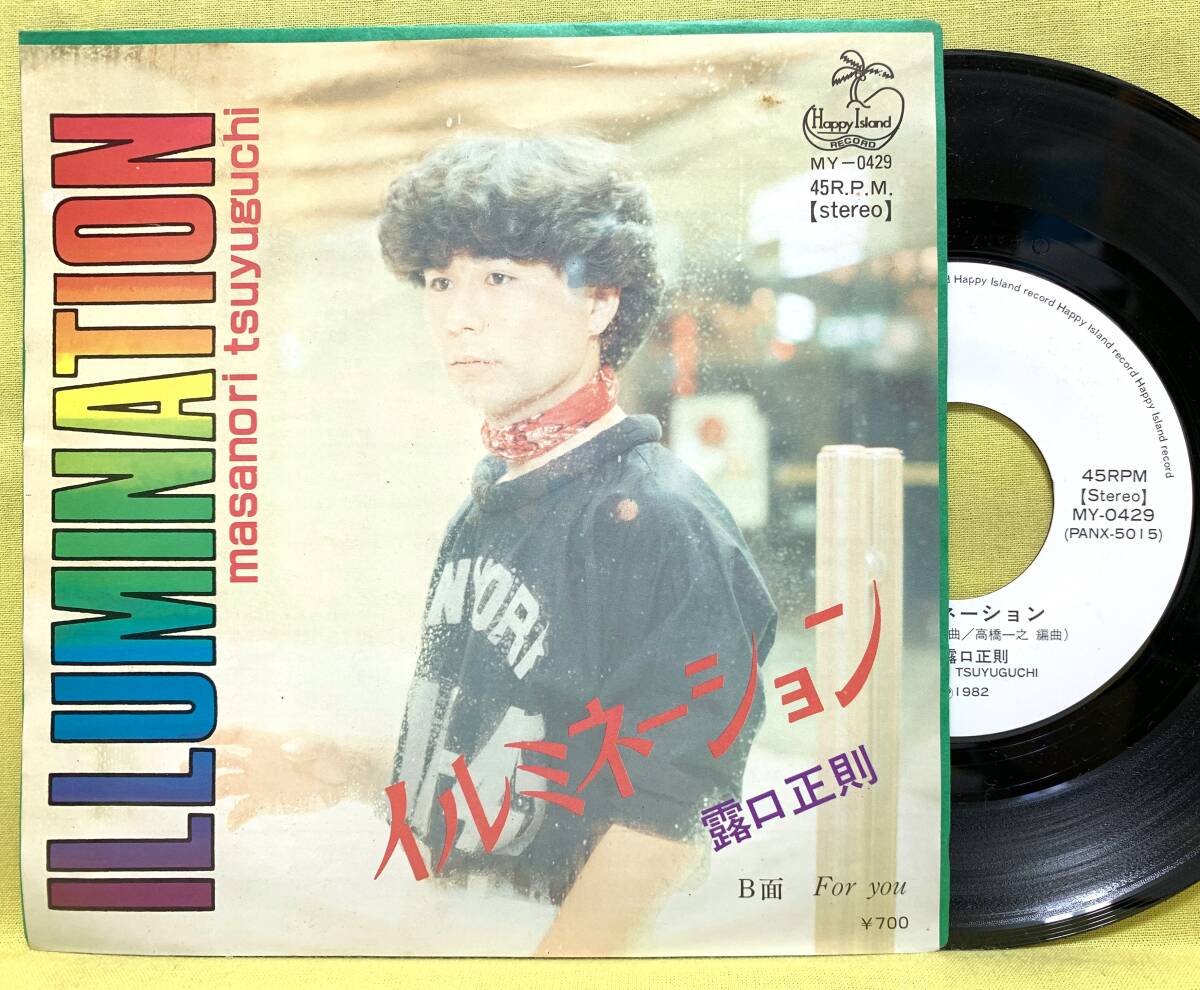 ILLUMINATION
masanori tsuyuguchi
Happy Island
RECORD
MY-0429
45R.P.M.
【stereo】
NYORK
イルミネーション
露口正則
B面 For you
¥700
Happy Island record Happy Island record Happy Island record
45RPM
【Stereo】
MY-0429
(PANX-5015)
ネーション
曲／高橋一之 編曲)
露口正則
TSUYUGUCHI
Ⓟ1982